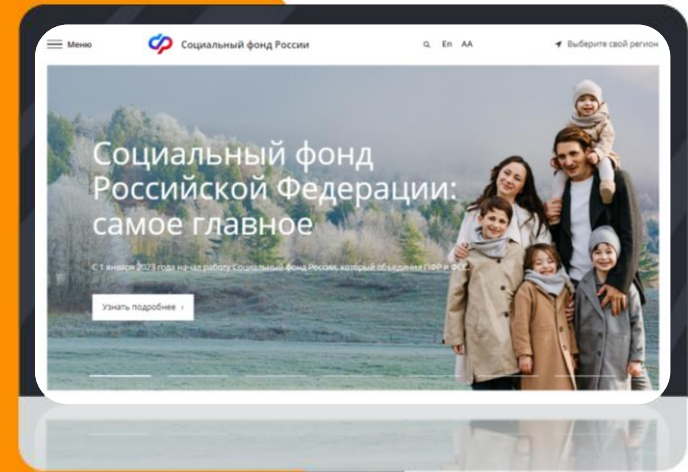 Меню
Социальный фонд России
En АА
Выберите свой регион
Социальный фонд
Российской Федерации:
самое главное
С 1 января 2023 года начал работу Социальный фонд России, который объединил ПФР и ФСС.
Узнать подробнее ›